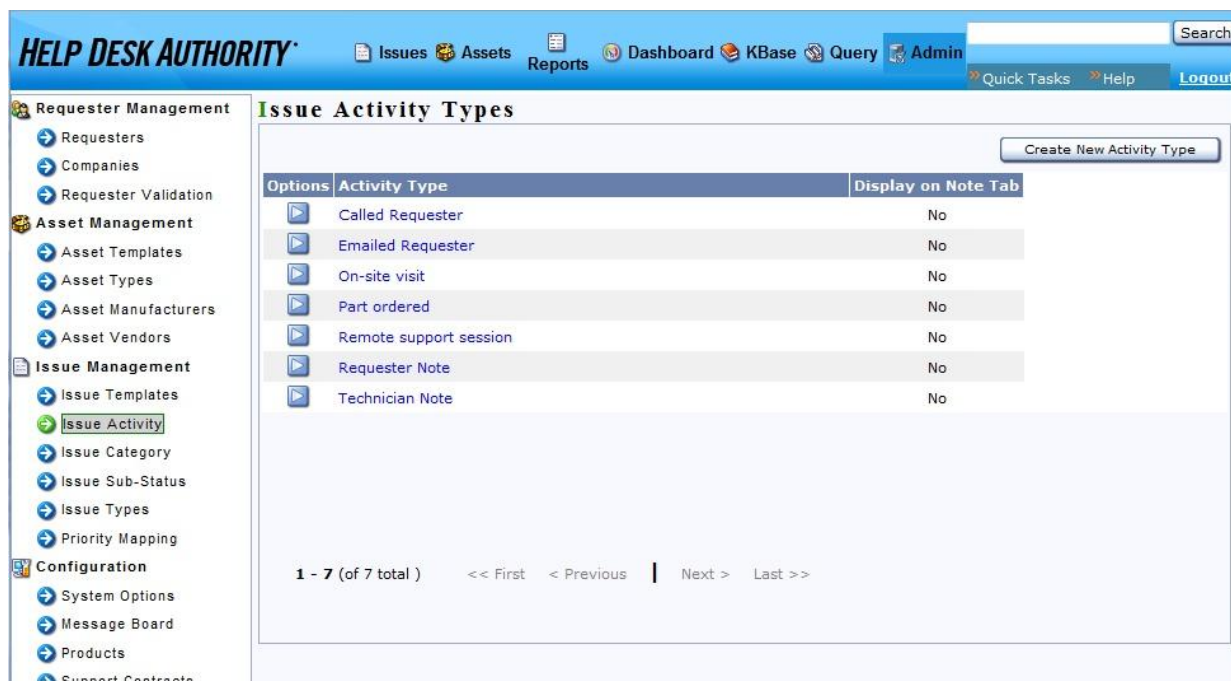 HELP DESK AUTHORITY
Issues Assets Reports Dashboard KBase Query Admin
Search
Quick Tasks Help Logout
Requester Management
Requesters
Companies
Requester Validation
Asset Management
Asset Templates
Asset Types
Asset Manufacturers
Asset Vendors
Issue Management
Issue Templates
Issue Activity
Issue Category
Issue Sub-Status
Issue Types
Priority Mapping
Configuration
System Options
Message Board
Products
Support Contracts
Issue Activity Types
Create New Activity Type
Options Activity Type Display on Note Tab
Called Requester No
Emailed Requester No
On-site visit No
Part ordered No
Remote support session No
Requester Note No
Technician Note No
1 - 7 (of 7 total ) << First < Previous | Next > Last >>